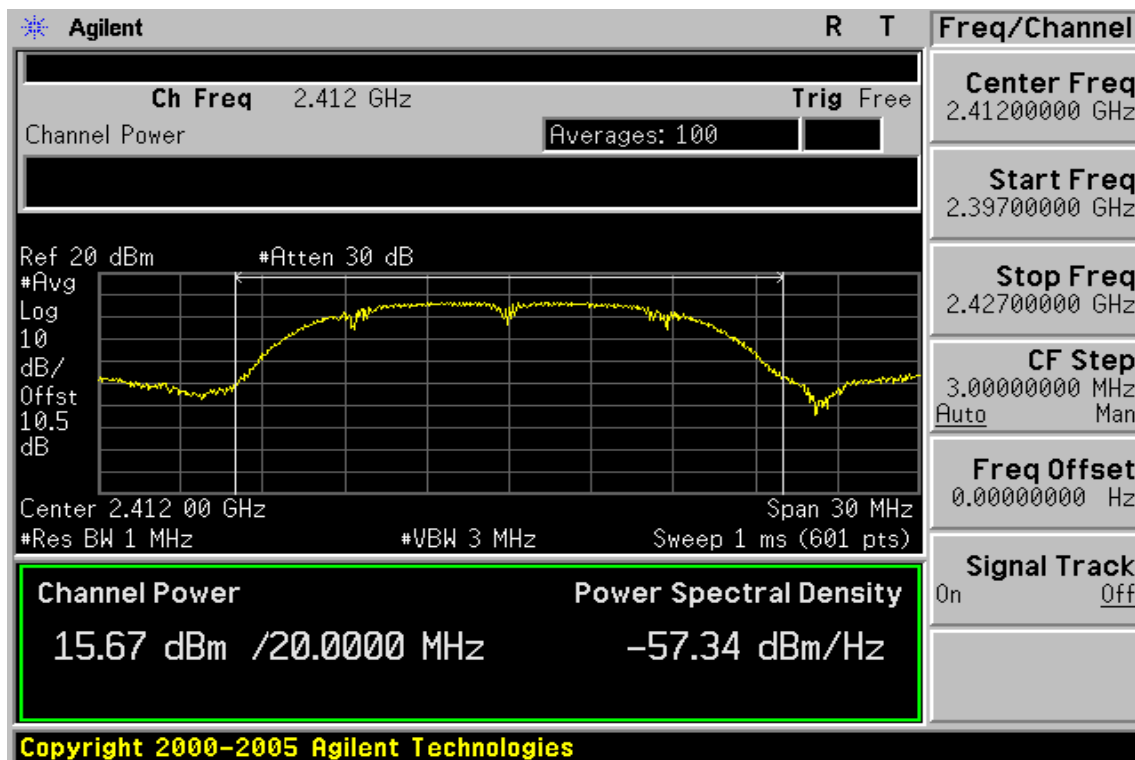 Agilent R T Freq/Channel
Ch Freq 2.412 GHz Trig Free
Channel Power Averages: 100
Center Freq
2.41200000 GHz
Start Freq
2.39700000 GHz
Stop Freq
2.42700000 GHz
CF Step
3.00000000 MHz
Auto Man
Freq Offset
0.00000000 Hz
Signal Track
On Off
Ref 20 dBm #Atten 30 dB
#Avg
Log
10
dB/
Offst
10.5
dB
Center 2.412 00 GHz Span 30 MHz
#Res BW 1 MHz #VBW 3 MHz Sweep 1 ms (601 pts)
Channel Power Power Spectral Density
15.67 dBm /20.0000 MHz -57.34 dBm/Hz
Copyright 2000-2005 Agilent Technologies